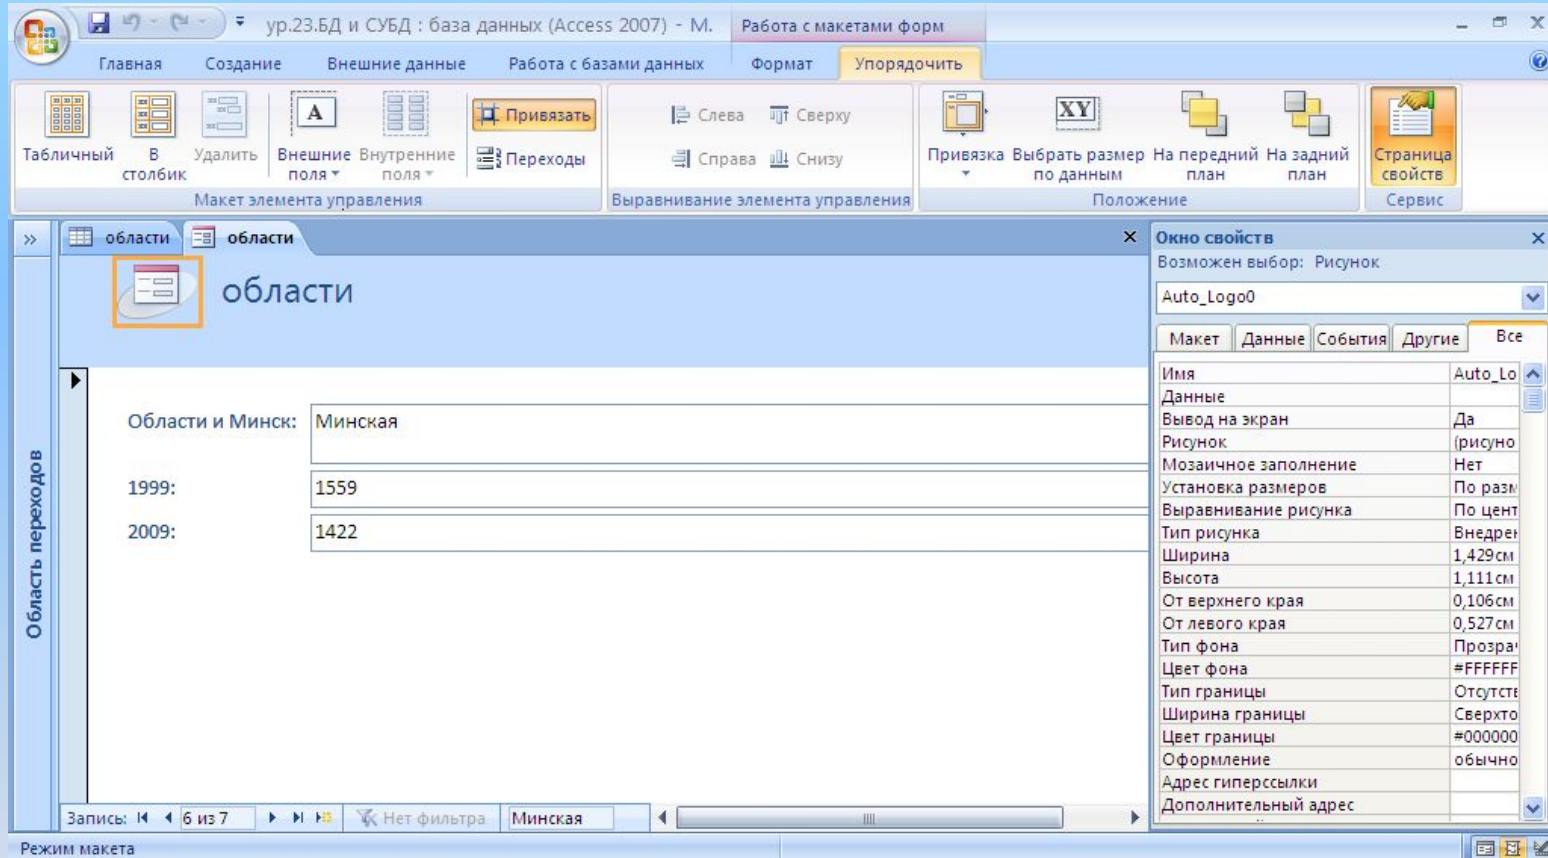 ур.23.БД и СУБД : база данных (Access 2007) - M.
Работа с макетами форм
Главная Создание Внешние данные Работа с базами данных Формат Упорядочить
Табличный
В столбик
Удалить
Внешние поля
Внутренние поля
Привязать
Переходы
Макет элемента управления
Слева Сверху
Справа Снизу
Выравнивание элемента управления
Привязка
Выбрать размер по данным
На передний план
На задний план
Положение
Страница свойств
Сервис
Область переходов
области области
области
Области и Минск: Минская
1999: 1559
2009: 1422
Запись: 6 из 7 Нет фильтра Минская
Режим макета
Окно свойств
Возможен выбор: Рисунок
Auto_Logo0
Макет Данные События Другие Все
Имя Auto_Lo
Данные
Вывод на экран Да
Рисунок (рисуно
Мозаичное заполнение Нет
Установка размеров По разм
Выравнивание рисунка По цент
Тип рисунка Внедрен
Ширина 1,429см
Высота 1,111см
От верхнего края 0,106см
От левого края 0,527см
Тип фона Прозрач
Цвет фона #FFFFFF
Тип границы Отсутств
Ширина границы Сверхто
Цвет границы #000000
Оформление обычно
Адрес гиперссылки
Дополнительный адрес